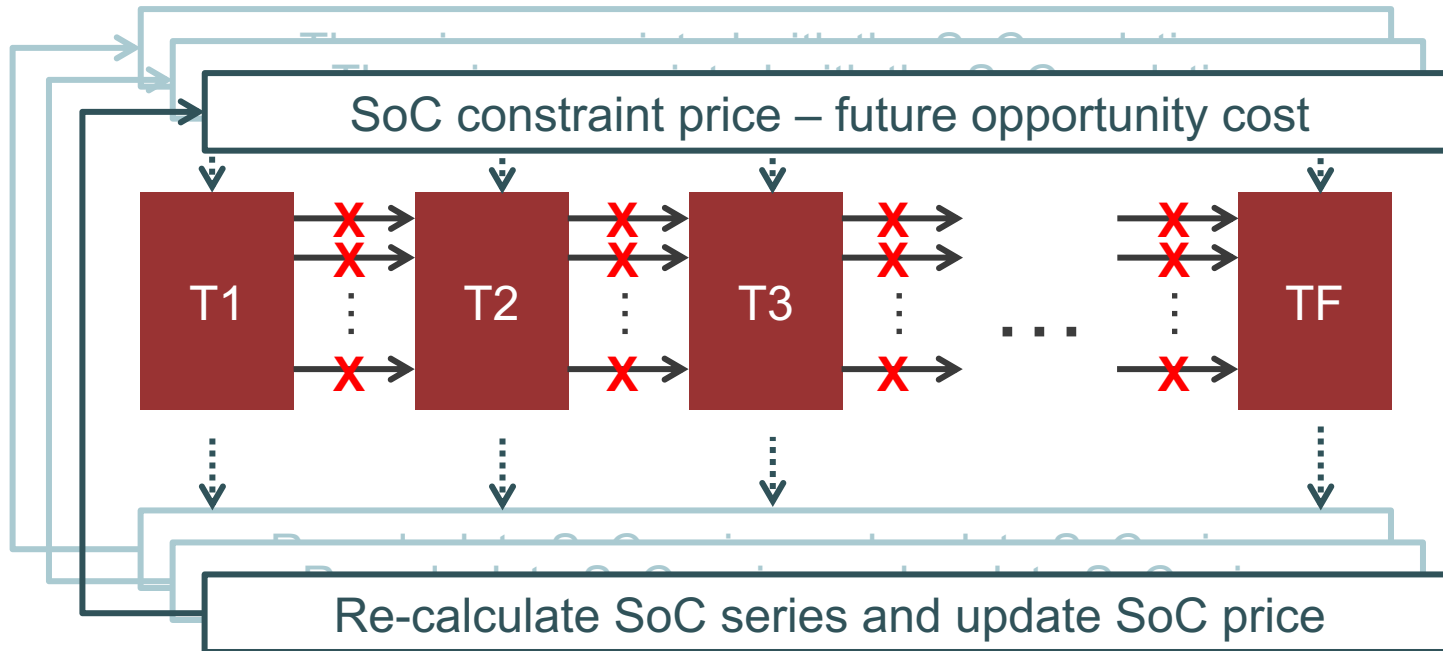 SoC constraint price – future opportunity cost
X X X X
X X X X
T1 T2 T3 ... TF
X X X X
Re-calculate SoC series and update SoC price